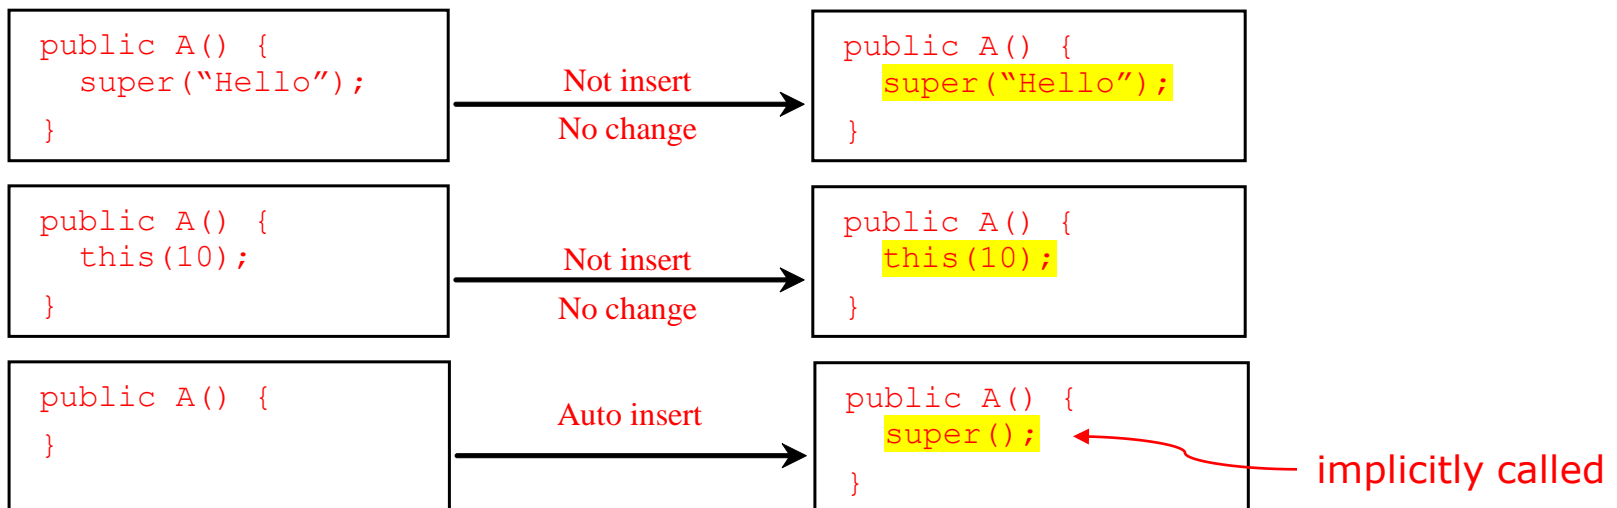 public A() {
super(“Hello”);
}
Not insert
No change
public A() {
super(“Hello”);
}
public A() {
this(10);
}
Not insert
No change
public A() {
this(10);
}
public A() {
}
Auto insert
public A() {
super();
}
implicitly called